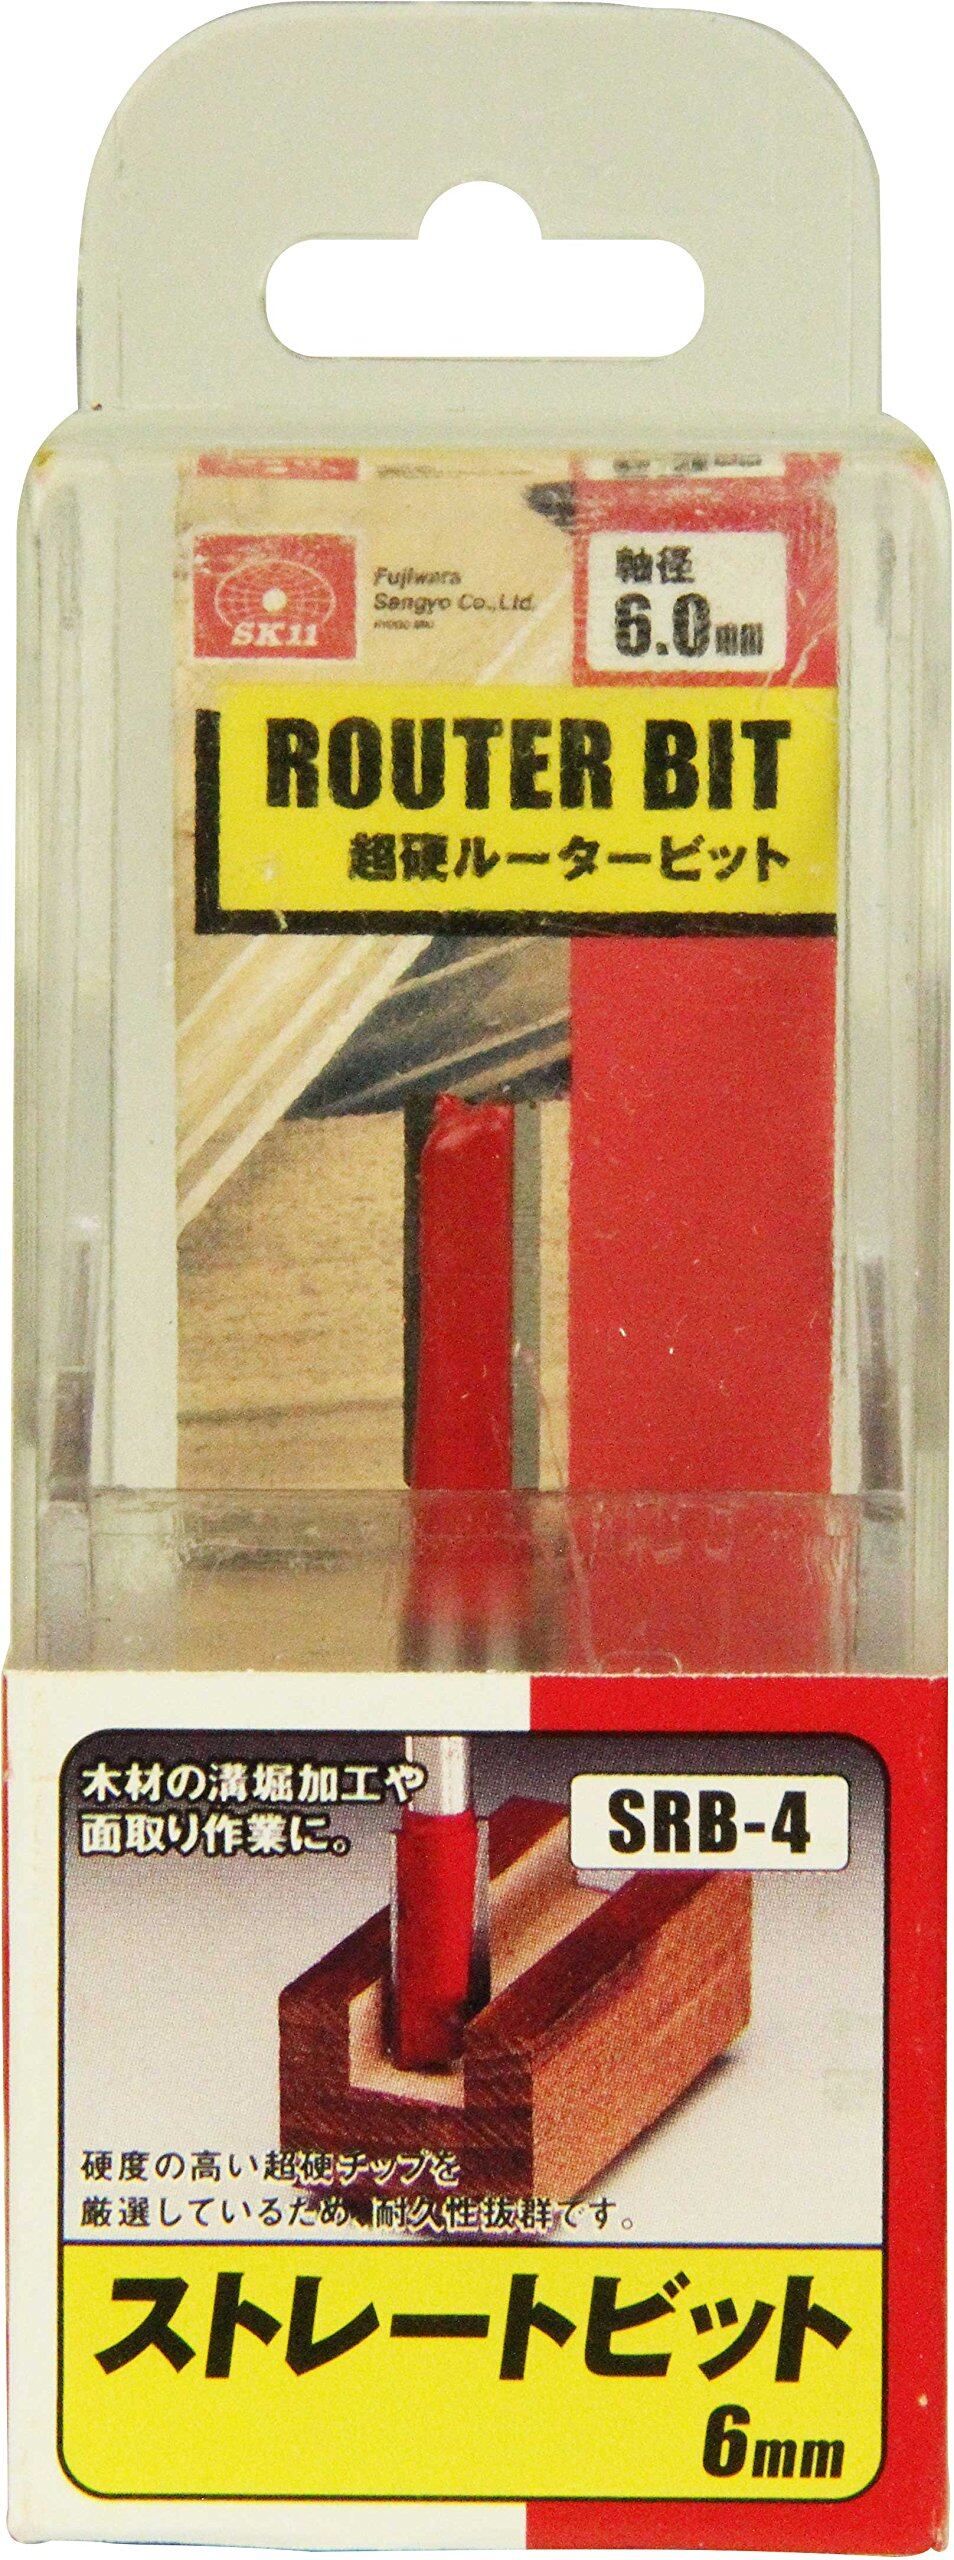 SK11
Fujiwara
Sangyo Co.,Ltd.
軸径
6.0mm
ROUTER BIT
超硬ルータービット
木材の溝堀加工や
面取り作業に。
SRB-4
硬度の高い超硬チップを
厳選しているため、耐久性抜群です。
ストレートビット
6mm